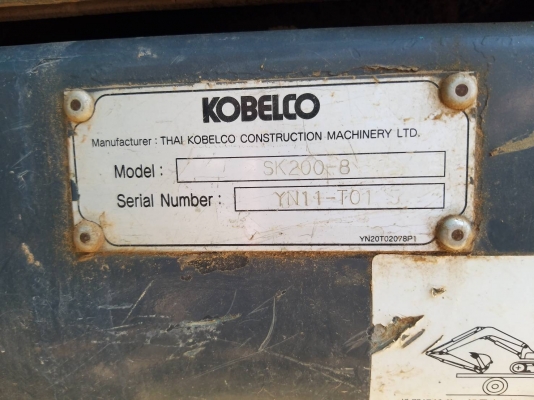 KOBELCO
Manufacturer : THAI KOBELCO CONSTRUCTION MACHINERY LTD.
Model : SK200-8
Serial Number : YN11-T01
YN20T02078P1